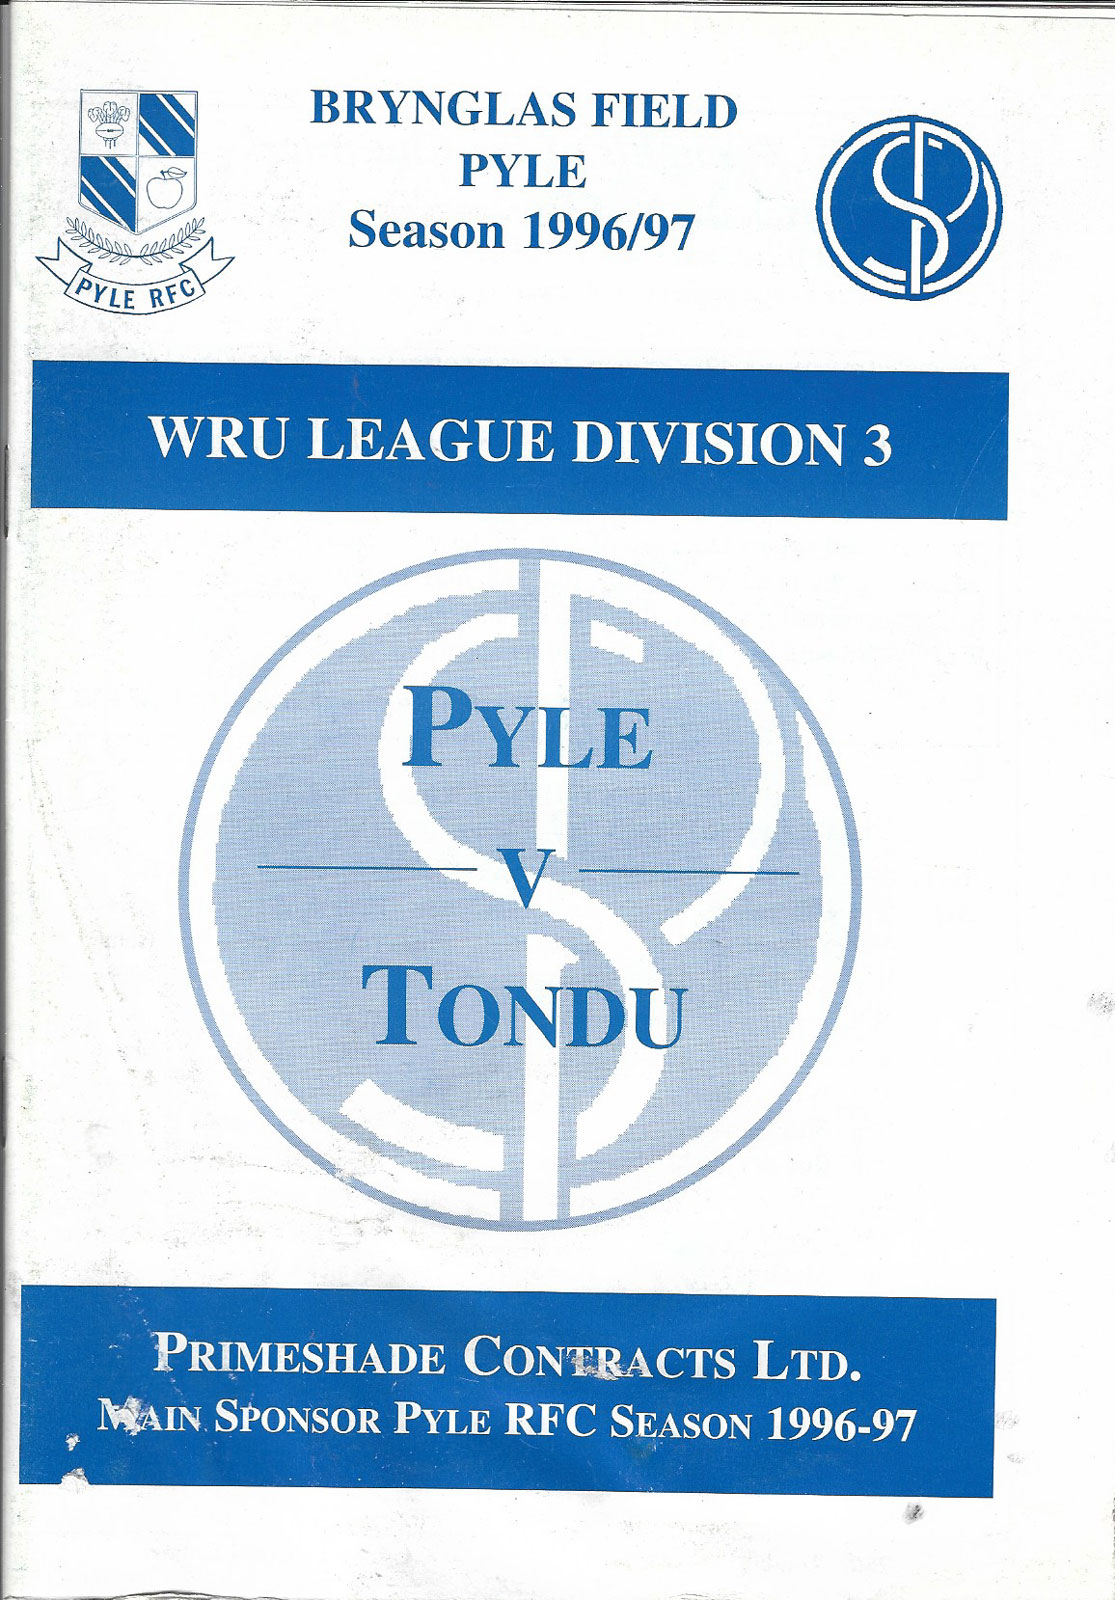 BRYNGLAS FIELD
PYLE
Season 1996/97
PYLE RFC
WRU LEAGUE DIVISION 3
PYLE
V
TONDU
PRIMESHADE CONTRACTS LTD.
MAIN SPONSOR PYLE RFC SEASON 1996-97